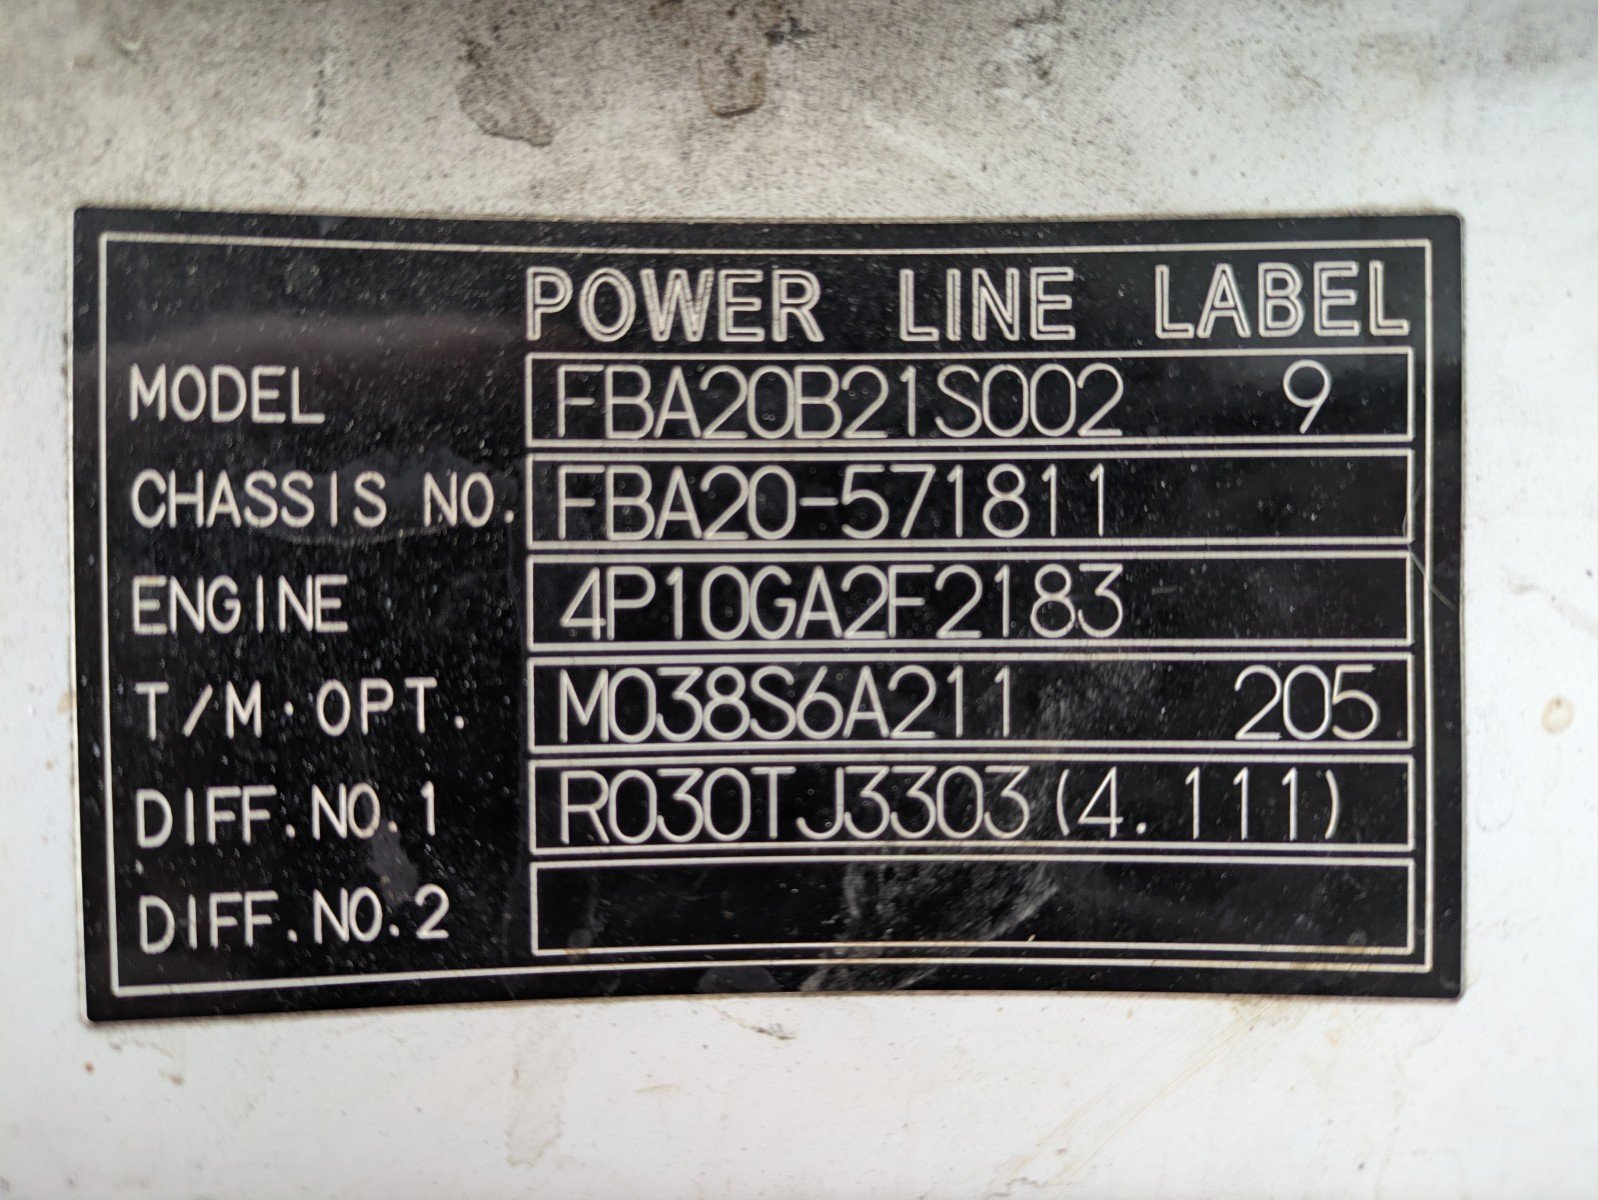 POWER LINE LABEL
MODEL FBA20B21S002 9
CHASSIS NO. FBA20-571811
ENGINE 4P10GA2F2183
T/M·OPT. M038S6A211 205
DIFF.NO.1 R030TJ3303(4.111)
DIFF.NO.2